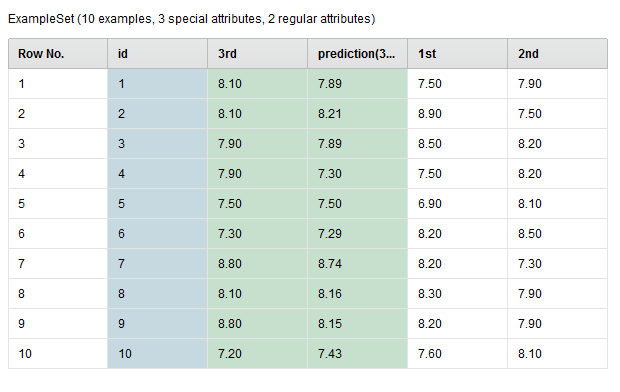 ExampleSet (10 examples, 3 special attributes, 2 regular attributes)
Row No. id 3rd prediction(3... 1st 2nd
1 1 8.10 7.89 7.50 7.90
2 2 8.10 8.21 8.90 7.50
3 3 7.90 7.89 8.50 8.20
4 4 7.90 7.30 7.50 8.20
5 5 7.50 7.50 6.90 8.10
6 6 7.30 7.29 8.20 8.50
7 7 8.80 8.74 8.20 7.30
8 8 8.10 8.16 8.30 7.90
9 9 8.80 8.15 8.20 7.90
10 10 7.20 7.43 7.60 8.10